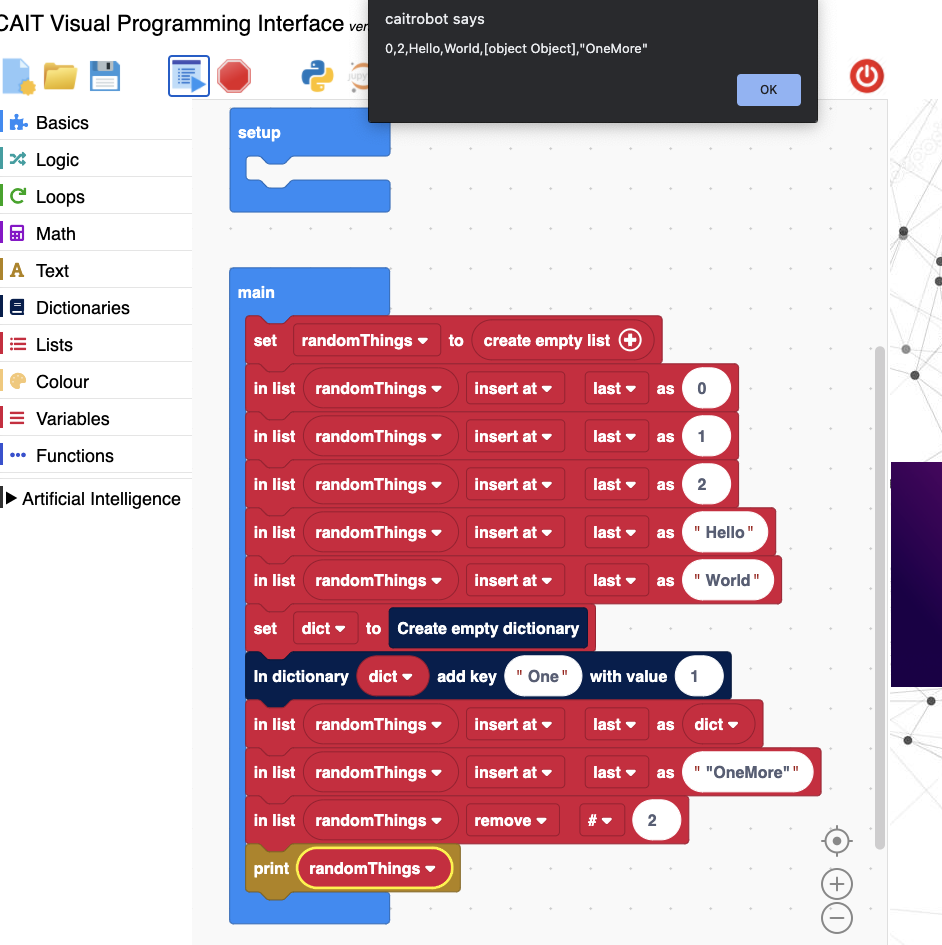 CAIT Visual Programming Interface
caitrobot says
0,2,Hello,World,[object Object],"OneMore"
OK
Basics
Logic
Loops
Math
Text
Dictionaries
Lists
Colour
Variables
Functions
Artificial Intelligence
setup
main
set randomThings to create empty list
in list randomThings insert at last as 0
in list randomThings insert at last as 1
in list randomThings insert at last as 2
in list randomThings insert at last as " Hello "
in list randomThings insert at last as " World "
set dict to Create empty dictionary
In dictionary dict add key " One " with value 1
in list randomThings insert at last as dict
in list randomThings insert at last as " "OneMore" "
in list randomThings remove # 2
print randomThings